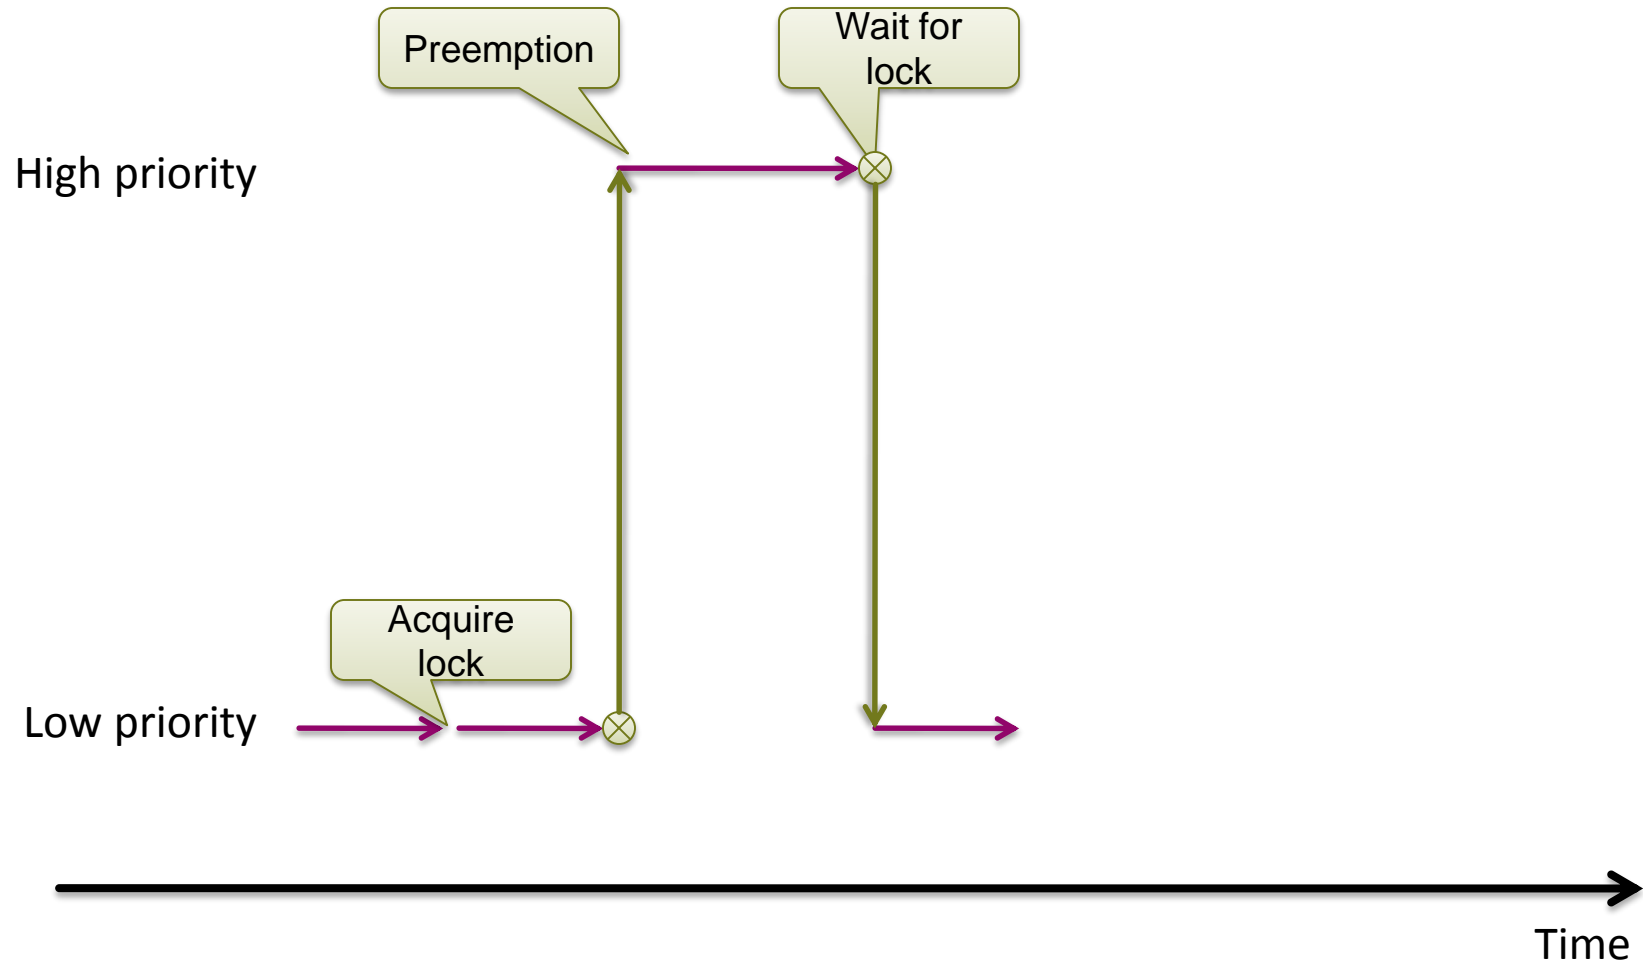 Preemption
Wait for
lock
High priority
Acquire
lock
Low priority
Time